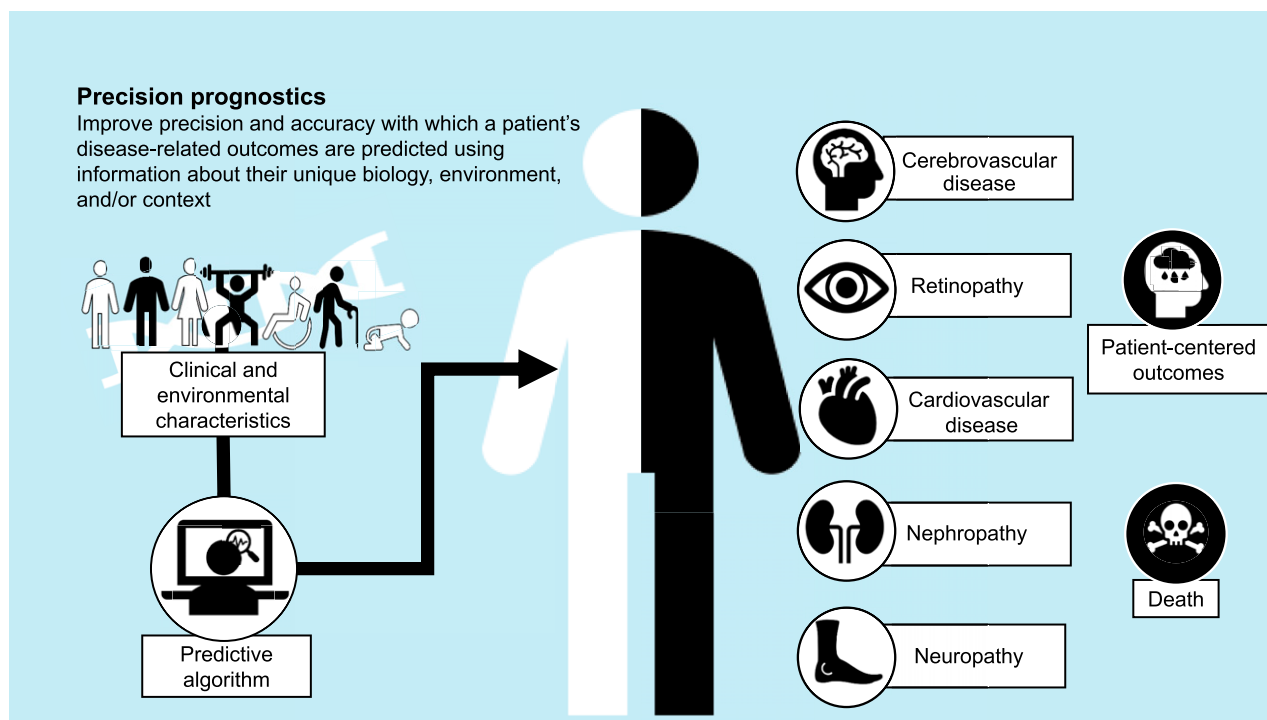 Precision prognostics
Improve precision and accuracy with which a patient’s
disease-related outcomes are predicted using
information about their unique biology, environment,
and/or context
Clinical and
environmental
characteristics
Predictive
algorithm
Cerebrovascular
disease
Retinopathy
Cardiovascular
disease
Nephropathy
Neuropathy
Patient-centered
outcomes
Death